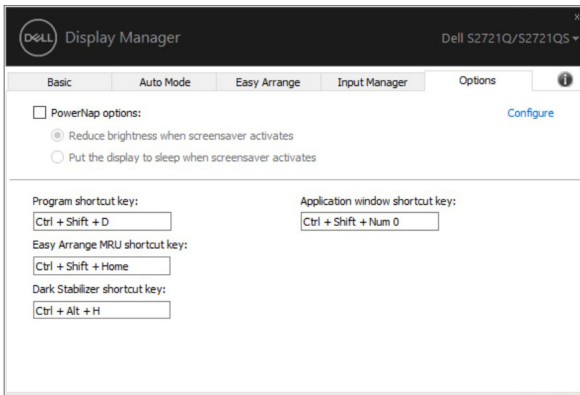 DELL Display Manager
Dell S2721Q/S2721QS
Basic Auto Mode Easy Arrange Input Manager Options
PowerNap options: Configure
Reduce brightness when screensaver activates
Put the display to sleep when screensaver activates
Program shortcut key: Application window shortcut key:
Ctrl + Shift + D Ctrl + Shift + Num 0
Easy Arrange MRU shortcut key:
Ctrl + Shift + Home
Dark Stabilizer shortcut key:
Ctrl + Alt + H